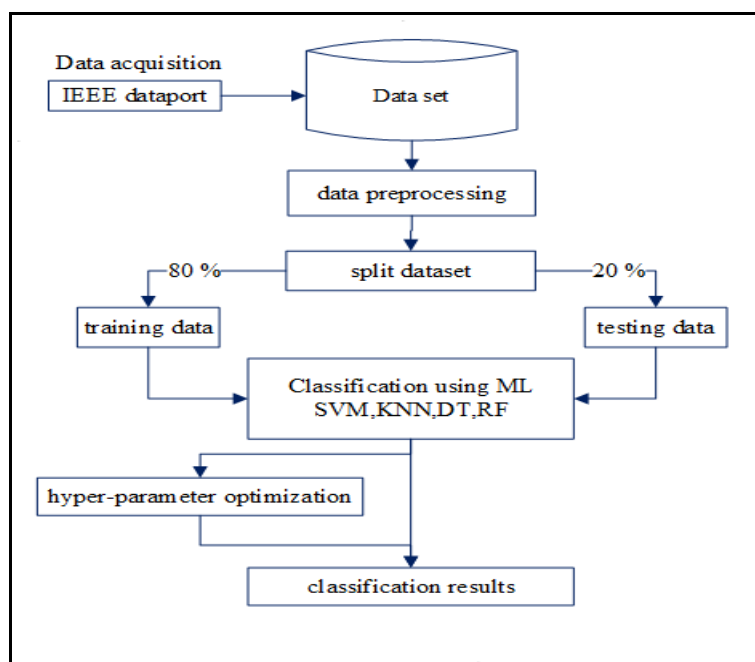 Data acquisition
IEEE dataport
Data set
data preprocessing
split dataset
80 %
20 %
training data
testing data
Classification using ML
SVM,KNN,DT,RF
hyper-parameter optimization
classification results